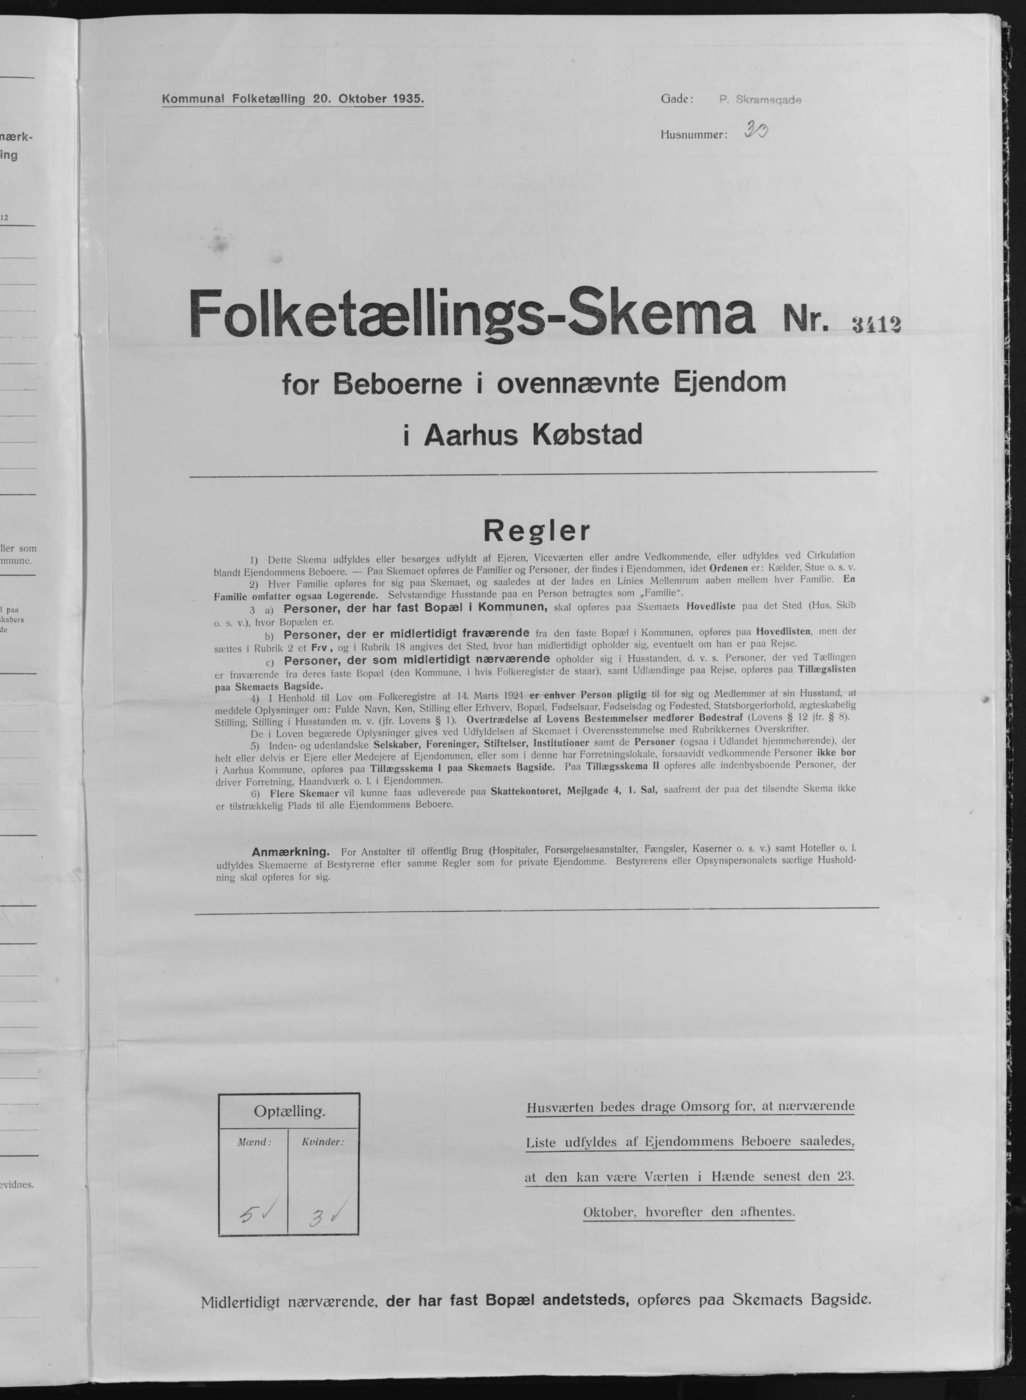 Kommunal Folketælling 20. Oktober 1935.
Gade: P. Skramsgade
Husnummer: 33
Folketællings-Skema Nr. 3412
for Beboerne i ovennævnte Ejendom
i Aarhus Købstad
Regler
1) Dette Skema udfyldes eller besørges udfyldt af Ejeren, Viceværten eller andre Vedkommende, eller udfyldes ved Cirkulation
blandt Ejendommens Beboere. — Paa Skemaet opføres de Familier og Personer, der findes i Ejendommen, idet Ordenen er: Kælder, Stue o. s. v.
2) Hver Familie opføres for sig paa Skemaet, og saaledes at der lades en Linies Mellemrum aaben mellem hver Familie. En
Familie omfatter ogsaa Logerende. Selvstændige Husstande paa en Person betragtes som „Familie“.
3 a) Personer, der har fast Bopæl i Kommunen, skal opføres paa Skemaets Hovedliste paa det Sted (Hus, Skib
o. s. v.), hvor Bopælen er.
b) Personer, der er midlertidigt fraværende fra den faste Bopæl i Kommunen, opføres paa Hovedlisten, men der
sættes i Rubrik 2 et Frv, og i Rubrik 18 angives det Sted, hvor han midlertidigt opholder sig, eventuelt om han er paa Rejse.
c) Personer, der som midlertidigt nærværende opholder sig i Husstanden, d. v. s. Personer, der ved Tællingen
er fraværende fra deres faste Bopæl (den Kommune, i hvis Folkeregister de staar), samt Udlændinge paa Rejse, opføres paa Tillægslisten
paa Skemaets Bagside.
4) I Henhold til Lov om Folkeregistre af 14. Marts 1924 er enhver Person pligtig til for sig og Medlemmer af sin Husstand, at
meddele Oplysninger om: Fulde Navn, Køn, Stilling eller Erhverv, Bopæl, Fødselsaar, Fødselsdag og Fødested, Statsborgerforhold, ægteskabelig
Stilling, Stilling i Husstanden m. v. (jfr. Lovens § 1). Overtrædelse af Lovens Bestemmelser medfører Bødestraf (Lovens § 12 jfr. § 8).
De i Loven begærede Oplysninger gives ved Udfyldelsen af Skemaet i Overensstemmelse med Rubrikkernes Overskrifter.
5) Inden- og udenlandske Selskaber, Foreninger, Stiftelser, Institutioner samt de Personer (ogsaa i Udlandet hjemmehørende), der
helt eller delvis er Ejere eller Medejere af Ejendommen, eller som i denne har Forretningslokale, forsaavidt vedkommende Personer ikke bor
i Aarhus Kommune, opføres paa Tillægsskema I paa Skemaets Bagside. Paa Tillægsskema II opføres alle indenbysboende Personer, der
driver Forretning, Haandværk o. l. i Ejendommen.
6) Flere Skemaer vil kunne faas udleverede paa Skattekontoret, Mejlgade 4, 1. Sal, saafremt der paa det tilsendte Skema ikke
er tilstrækkelig Plads til alle Ejendommens Beboere.
Anmærkning. For Anstalter til offentlig Brug (Hospitaler, Forsørgelsesanstalter, Fængsler, Kaserner o. s. v.) samt Hoteller o. l.
udfyldes Skemaerne af Bestyrerne efter samme Regler som for private Ejendomme. Bestyrerens eller Opsynspersonalets særlige Hushold-
ning skal opføres for sig.
Optælling.
Mænd: Kvinder:
5 ✓ 3 ✓
Husværten bedes drage Omsorg for, at nærværende
Liste udfyldes af Ejendommens Beboere saaledes,
at den kan være Værten i Hænde senest den 23.
Oktober, hvorefter den afhentes.
Midlertidigt nærværende, der har fast Bopæl andetsteds, opføres paa Skemaets Bagside.